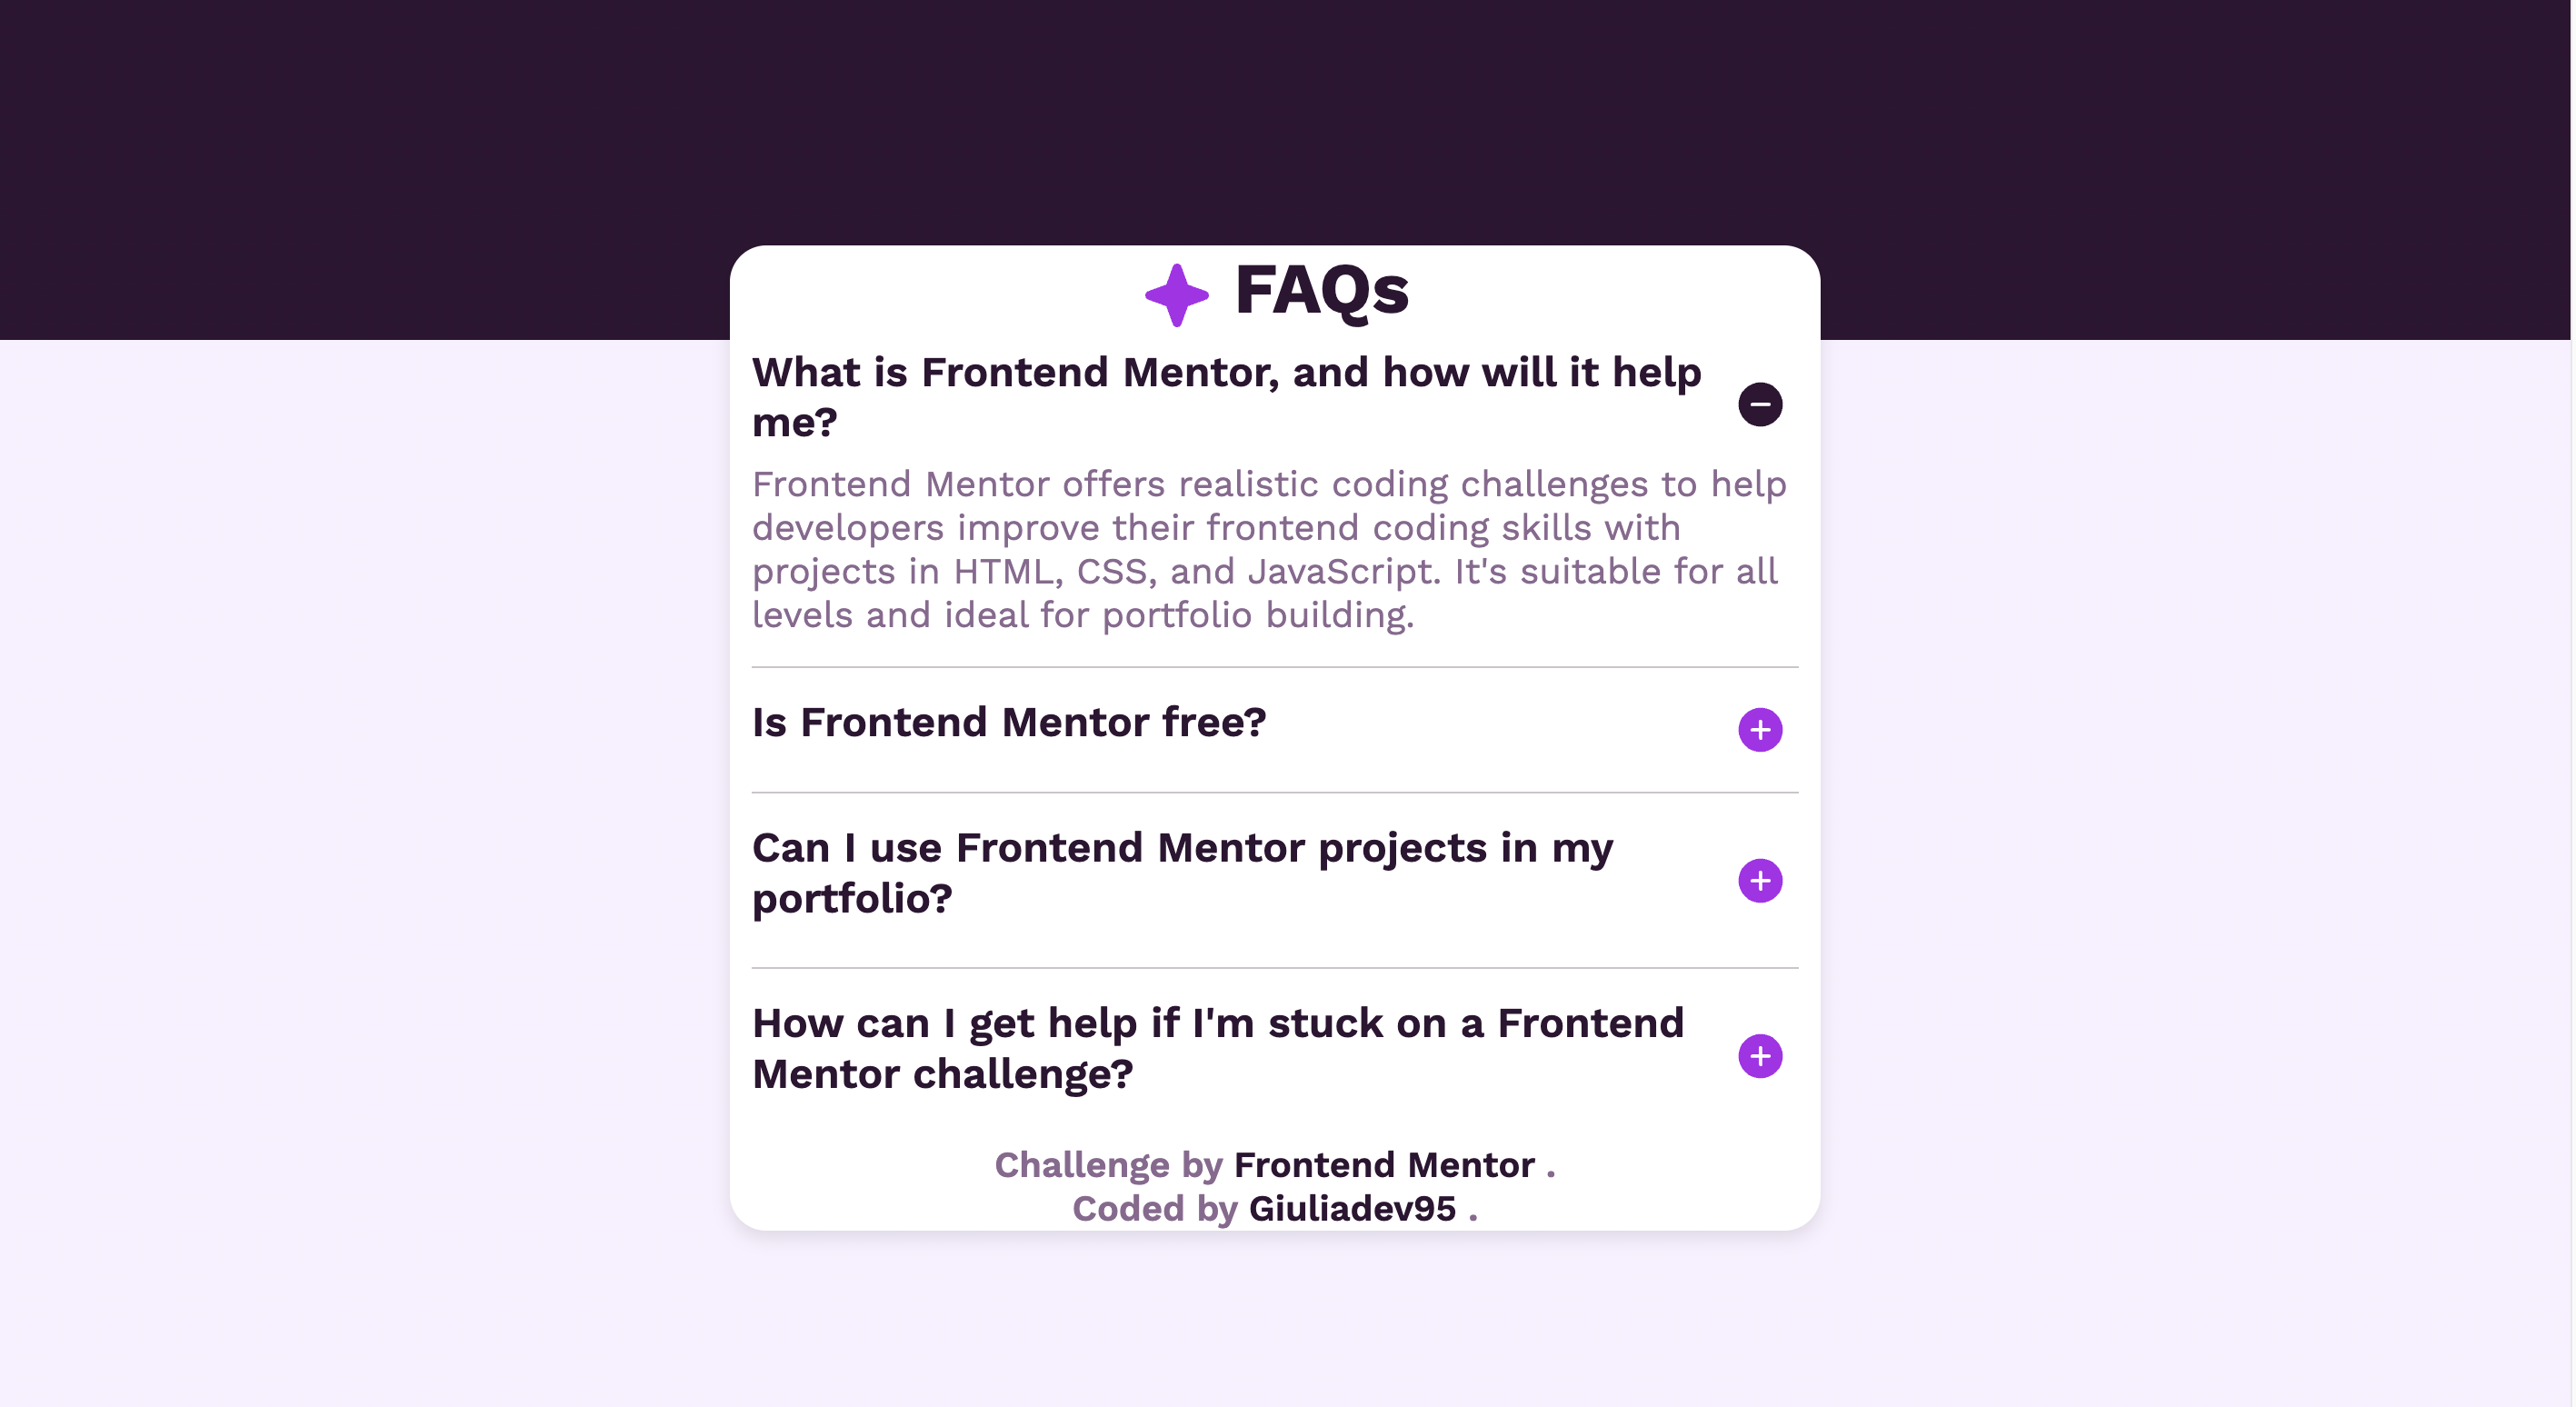 FAQs
What is Frontend Mentor, and how will it help
me?
Frontend Mentor offers realistic coding challenges to help
developers improve their frontend coding skills with
projects in HTML, CSS, and JavaScript. It's suitable for all
levels and ideal for portfolio building.
Is Frontend Mentor free?
Can I use Frontend Mentor projects in my
portfolio?
How can I get help if I'm stuck on a Frontend
Mentor challenge?
Challenge by Frontend Mentor .
Coded by Giuliadev95 .